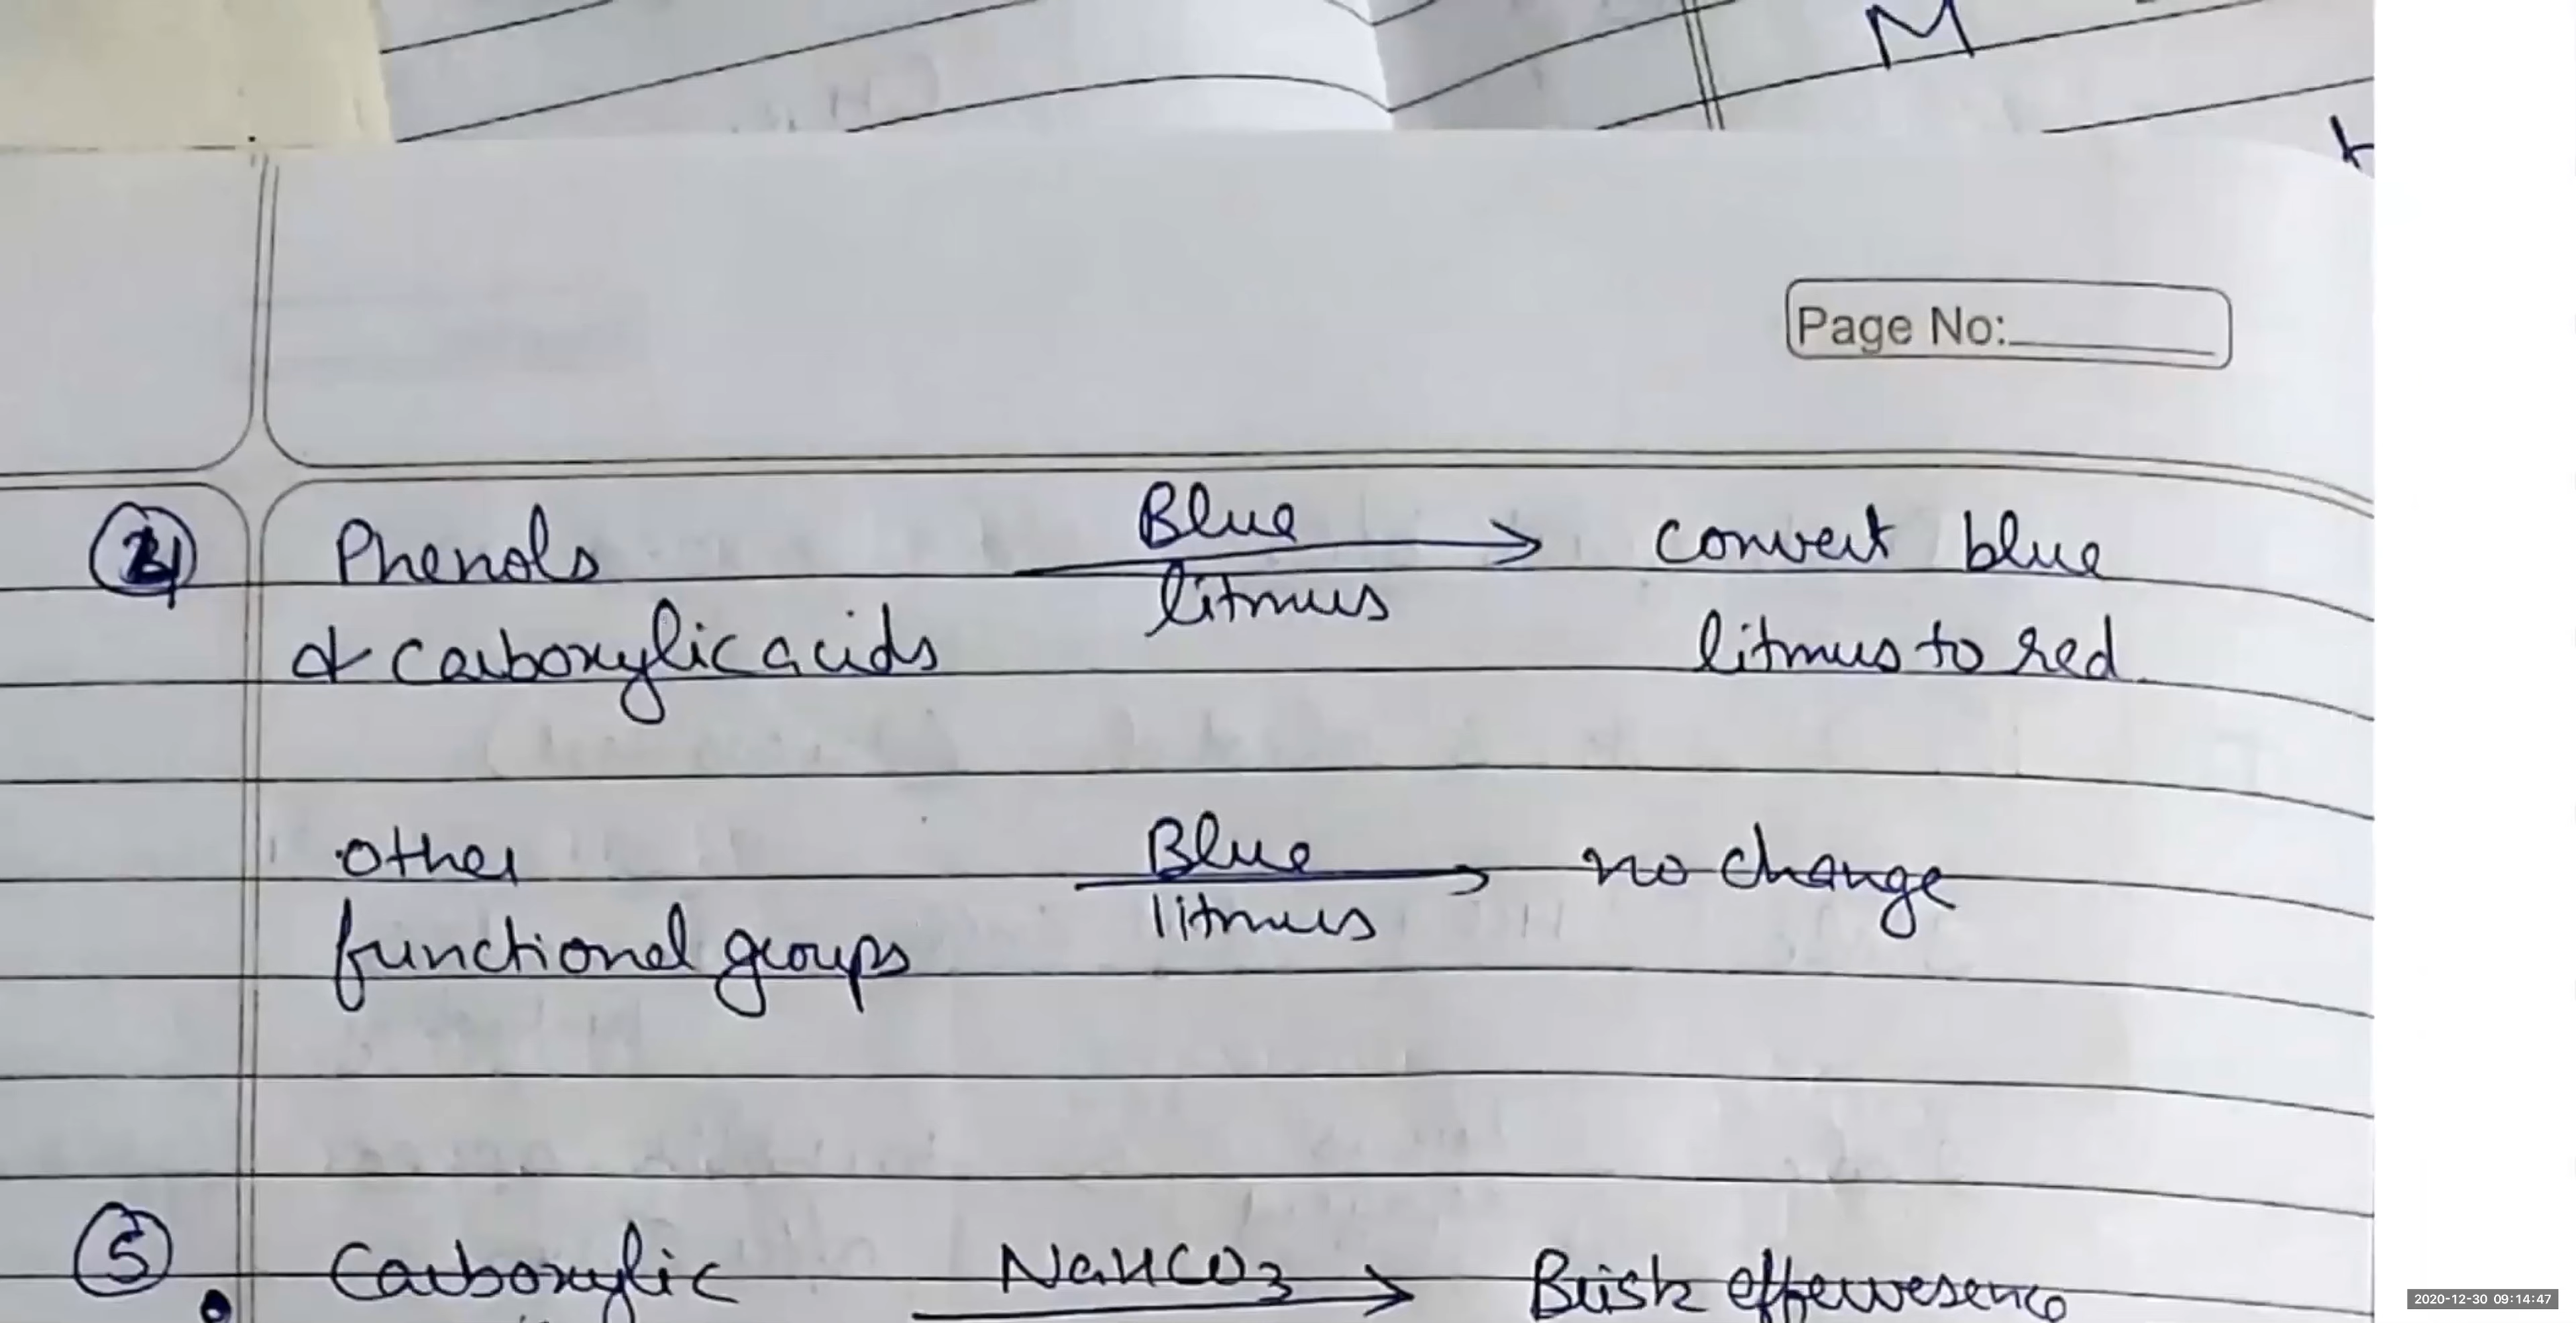 M
Page No:
4 Phenols Blue litmus → convert blue
& carboxylic acids litmus to red.
other Blue litmus → no change
functional groups
5 Carboxylic NaHCO3 → Brisk effervesence
2020-12-30 09:14:47